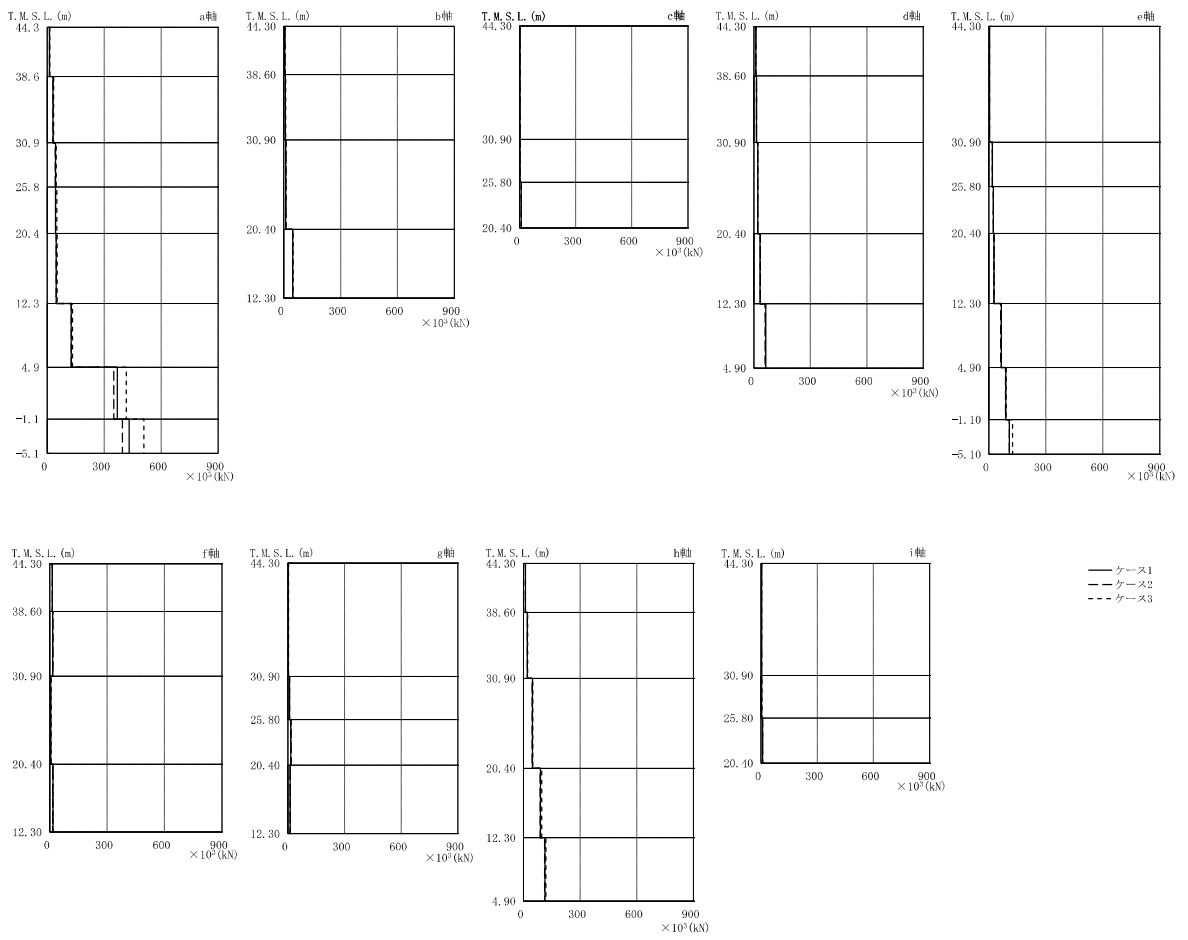 T.M.S.L.(m) a軸
44.3
38.6
30.9
25.8
20.4
12.3
4.9
-1.1
-5.1
0 300 600 900
×10³(kN)
T.M.S.L.(m) b軸
44.30
38.60
30.90
20.40
12.30
0 300 600 900
×10³(kN)
T.M.S.L.(m) c軸
44.30
30.90
25.80
20.40
0 300 600 900
×10³(kN)
T.M.S.L.(m) d軸
44.30
38.60
30.90
20.40
12.30
4.90
0 300 600 900
×10³(kN)
T.M.S.L.(m) e軸
44.30
30.90
25.80
20.40
12.30
4.90
-1.10
-5.10
0 300 600 900
×10³(kN)
T.M.S.L.(m) f軸
44.30
38.60
30.90
20.40
12.30
0 300 600 900
×10³(kN)
T.M.S.L.(m) g軸
44.30
30.90
25.80
20.40
12.30
0 300 600 900
×10³(kN)
T.M.S.L.(m) h軸
44.30
38.60
30.90
20.40
12.30
4.90
0 300 600 900
×10³(kN)
T.M.S.L.(m) i軸
44.30
30.90
25.80
20.40
0 300 600 900
×10³(kN)
ケース1
ケース2
ケース3